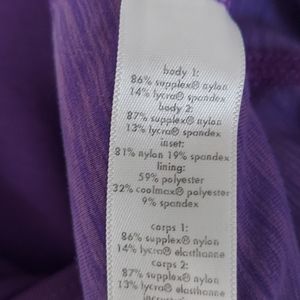 body 1:
86% supplex® nylon
14% lycra® spandex
body 2:
87% supplex® nylon
13% lycra® spandex
inset:
81% nylon 19% spandex
lining:
59% polyester
32% coolmax® polyester
9% spandex
corps 1:
86% supplex® nylon
14% lycra® élasthanne
corps 2:
87% supplex® nylon
13% lycra® élasthanne